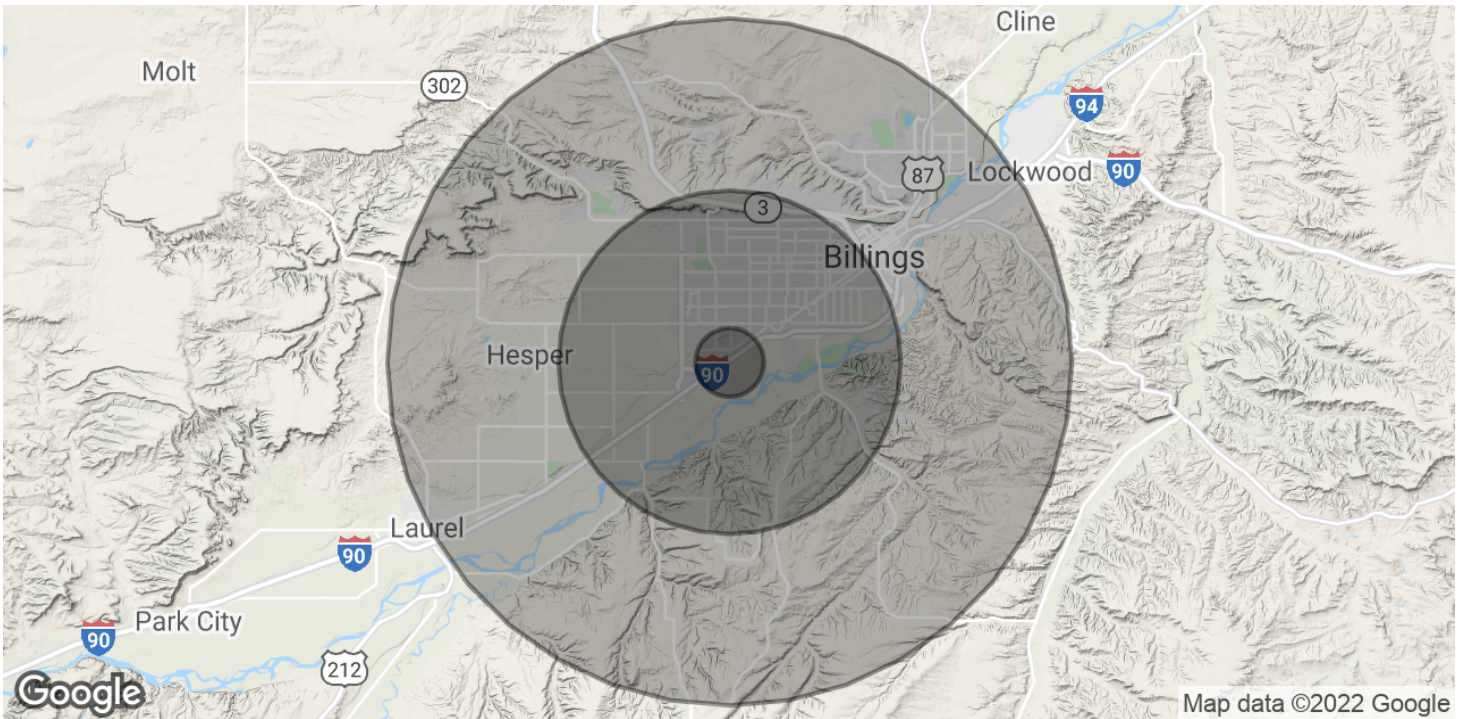 Cline
Molt
302
94
87
Lockwood
90
3
Billings
Hesper
90
Laurel
90
Park City
90
212
Google
Map data ©2022 Google